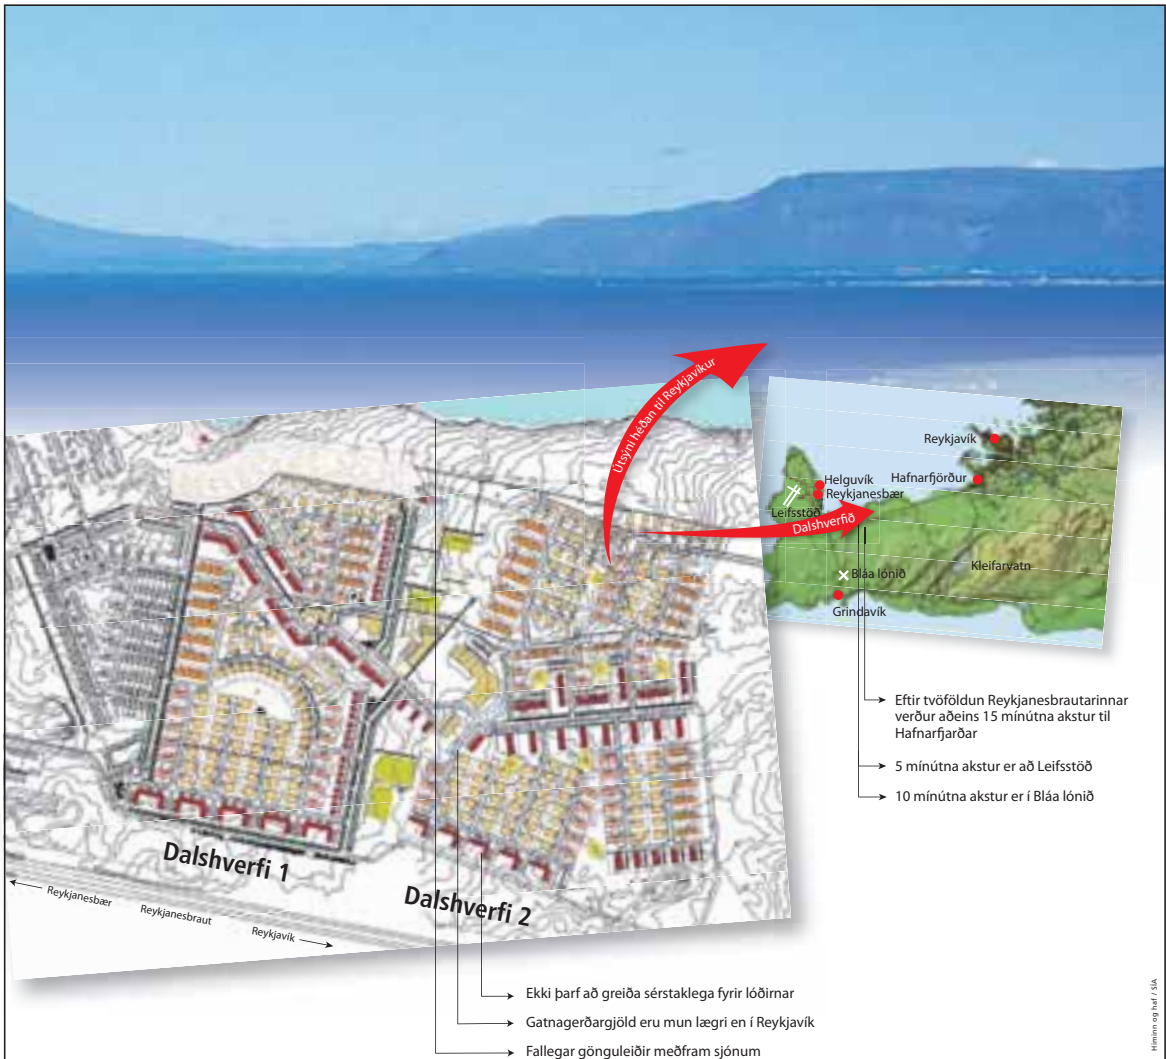 Útsýni héðan til Reykjavíkur
Dalshverfið
Reykjavík
Hafnarfjörður
Helguvík
Reykjanesbær
Leifsstöð
Kleifarvatn
Bláa lónið
Grindavík
Eftir tvöföldun Reykjanesbrautarinnar
verður aðeins 15 mínútna akstur til
Hafnarfjarðar
5 mínútna akstur er að Leifsstöð
10 mínútna akstur er í Bláa lónið
Dalshverfi 1
Dalshverfi 2
Reykjanesbær
Reykjanesbraut
Reykjavík
Ekki þarf að greiða sérstaklega fyrir lóðirnar
Gatnagerðargjöld eru mun lægri en í Reykjavík
Fallegar gönguleiðir meðfram sjónum
Himinn og haf / SÍA